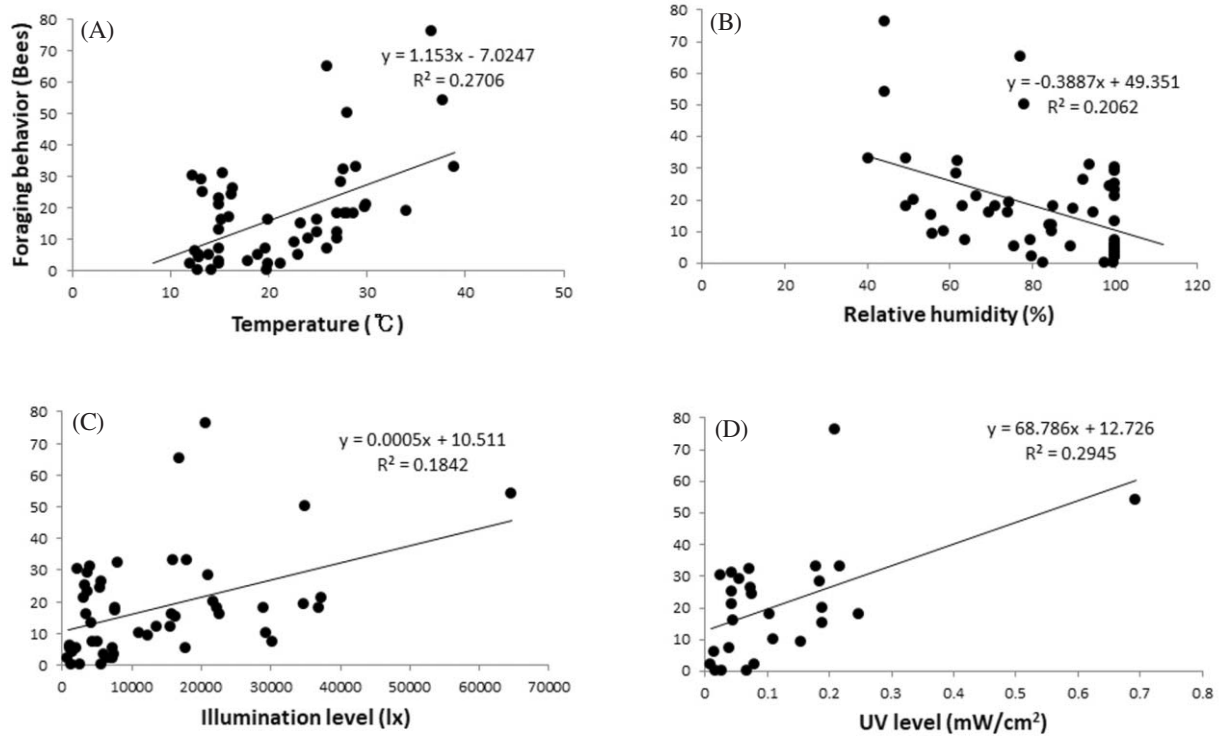 (A)
y = 1.153x - 7.0247
R² = 0.2706
Foraging behavior (Bees)
80
70
60
50
40
30
20
10
0
0 10 20 30 40 50
Temperature (℃)
(B)
y = -0.3887x + 49.351
R² = 0.2062
80
70
60
50
40
30
20
10
0
0 20 40 60 80 100 120
Relative humidity (%)
(C)
y = 0.0005x + 10.511
R² = 0.1842
80
70
60
50
40
30
20
10
0
0 10000 20000 30000 40000 50000 60000 70000
Illumination level (lx)
(D)
y = 68.786x + 12.726
R² = 0.2945
80
70
60
50
40
30
20
10
0
0 0.1 0.2 0.3 0.4 0.5 0.6 0.7 0.8
UV level (mW/cm²)